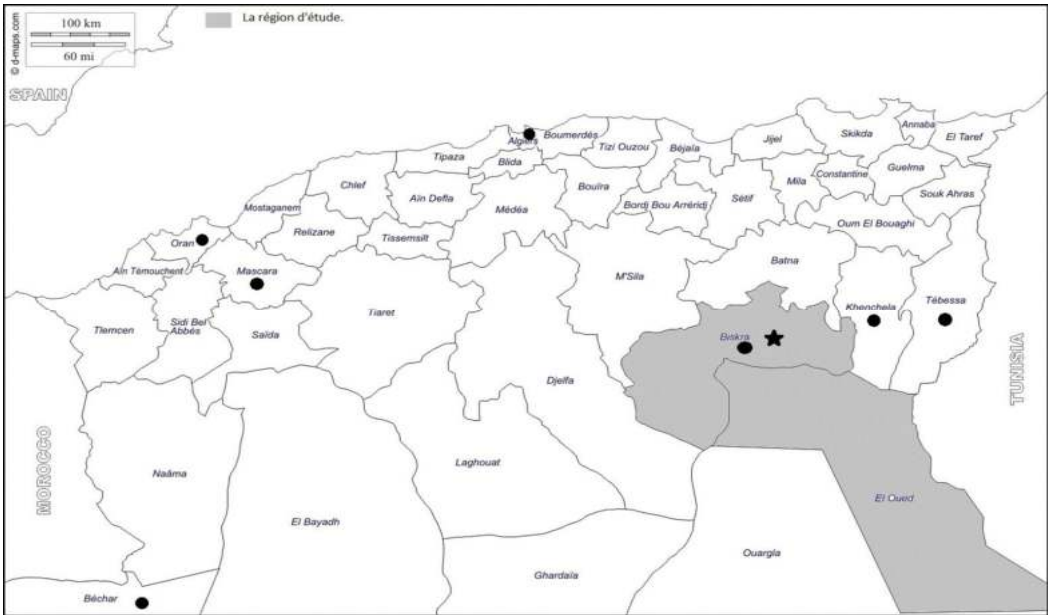 La région d'étude.
100 km
60 mi
© d-maps.com
SPAIN
Algiers
Boumerdès
Tizi Ouzou
Béjaïa
Jijel
Skikda
Annaba
El Taref
Tipaza
Blida
Bouïra
Mila
Constantine
Guelma
Souk Ahras
Chlef
Aïn Defla
Médéa
Bordj Bou Arréridj
Sétif
Oum El Bouaghi
Mostaganem
Relizane
Tissemsilt
Oran
Aïn Témouchent
Mascara
M'Sila
Batna
Khenchela
Tébessa
Tlemcen
Sidi Bel
Abbés
Saïda
Tiaret
Biskra
Djelfa
TUNISIA
MOROCCO
Naâma
Laghouat
El Oued
El Bayadh
Ghardaïa
Ouargla
Béchar